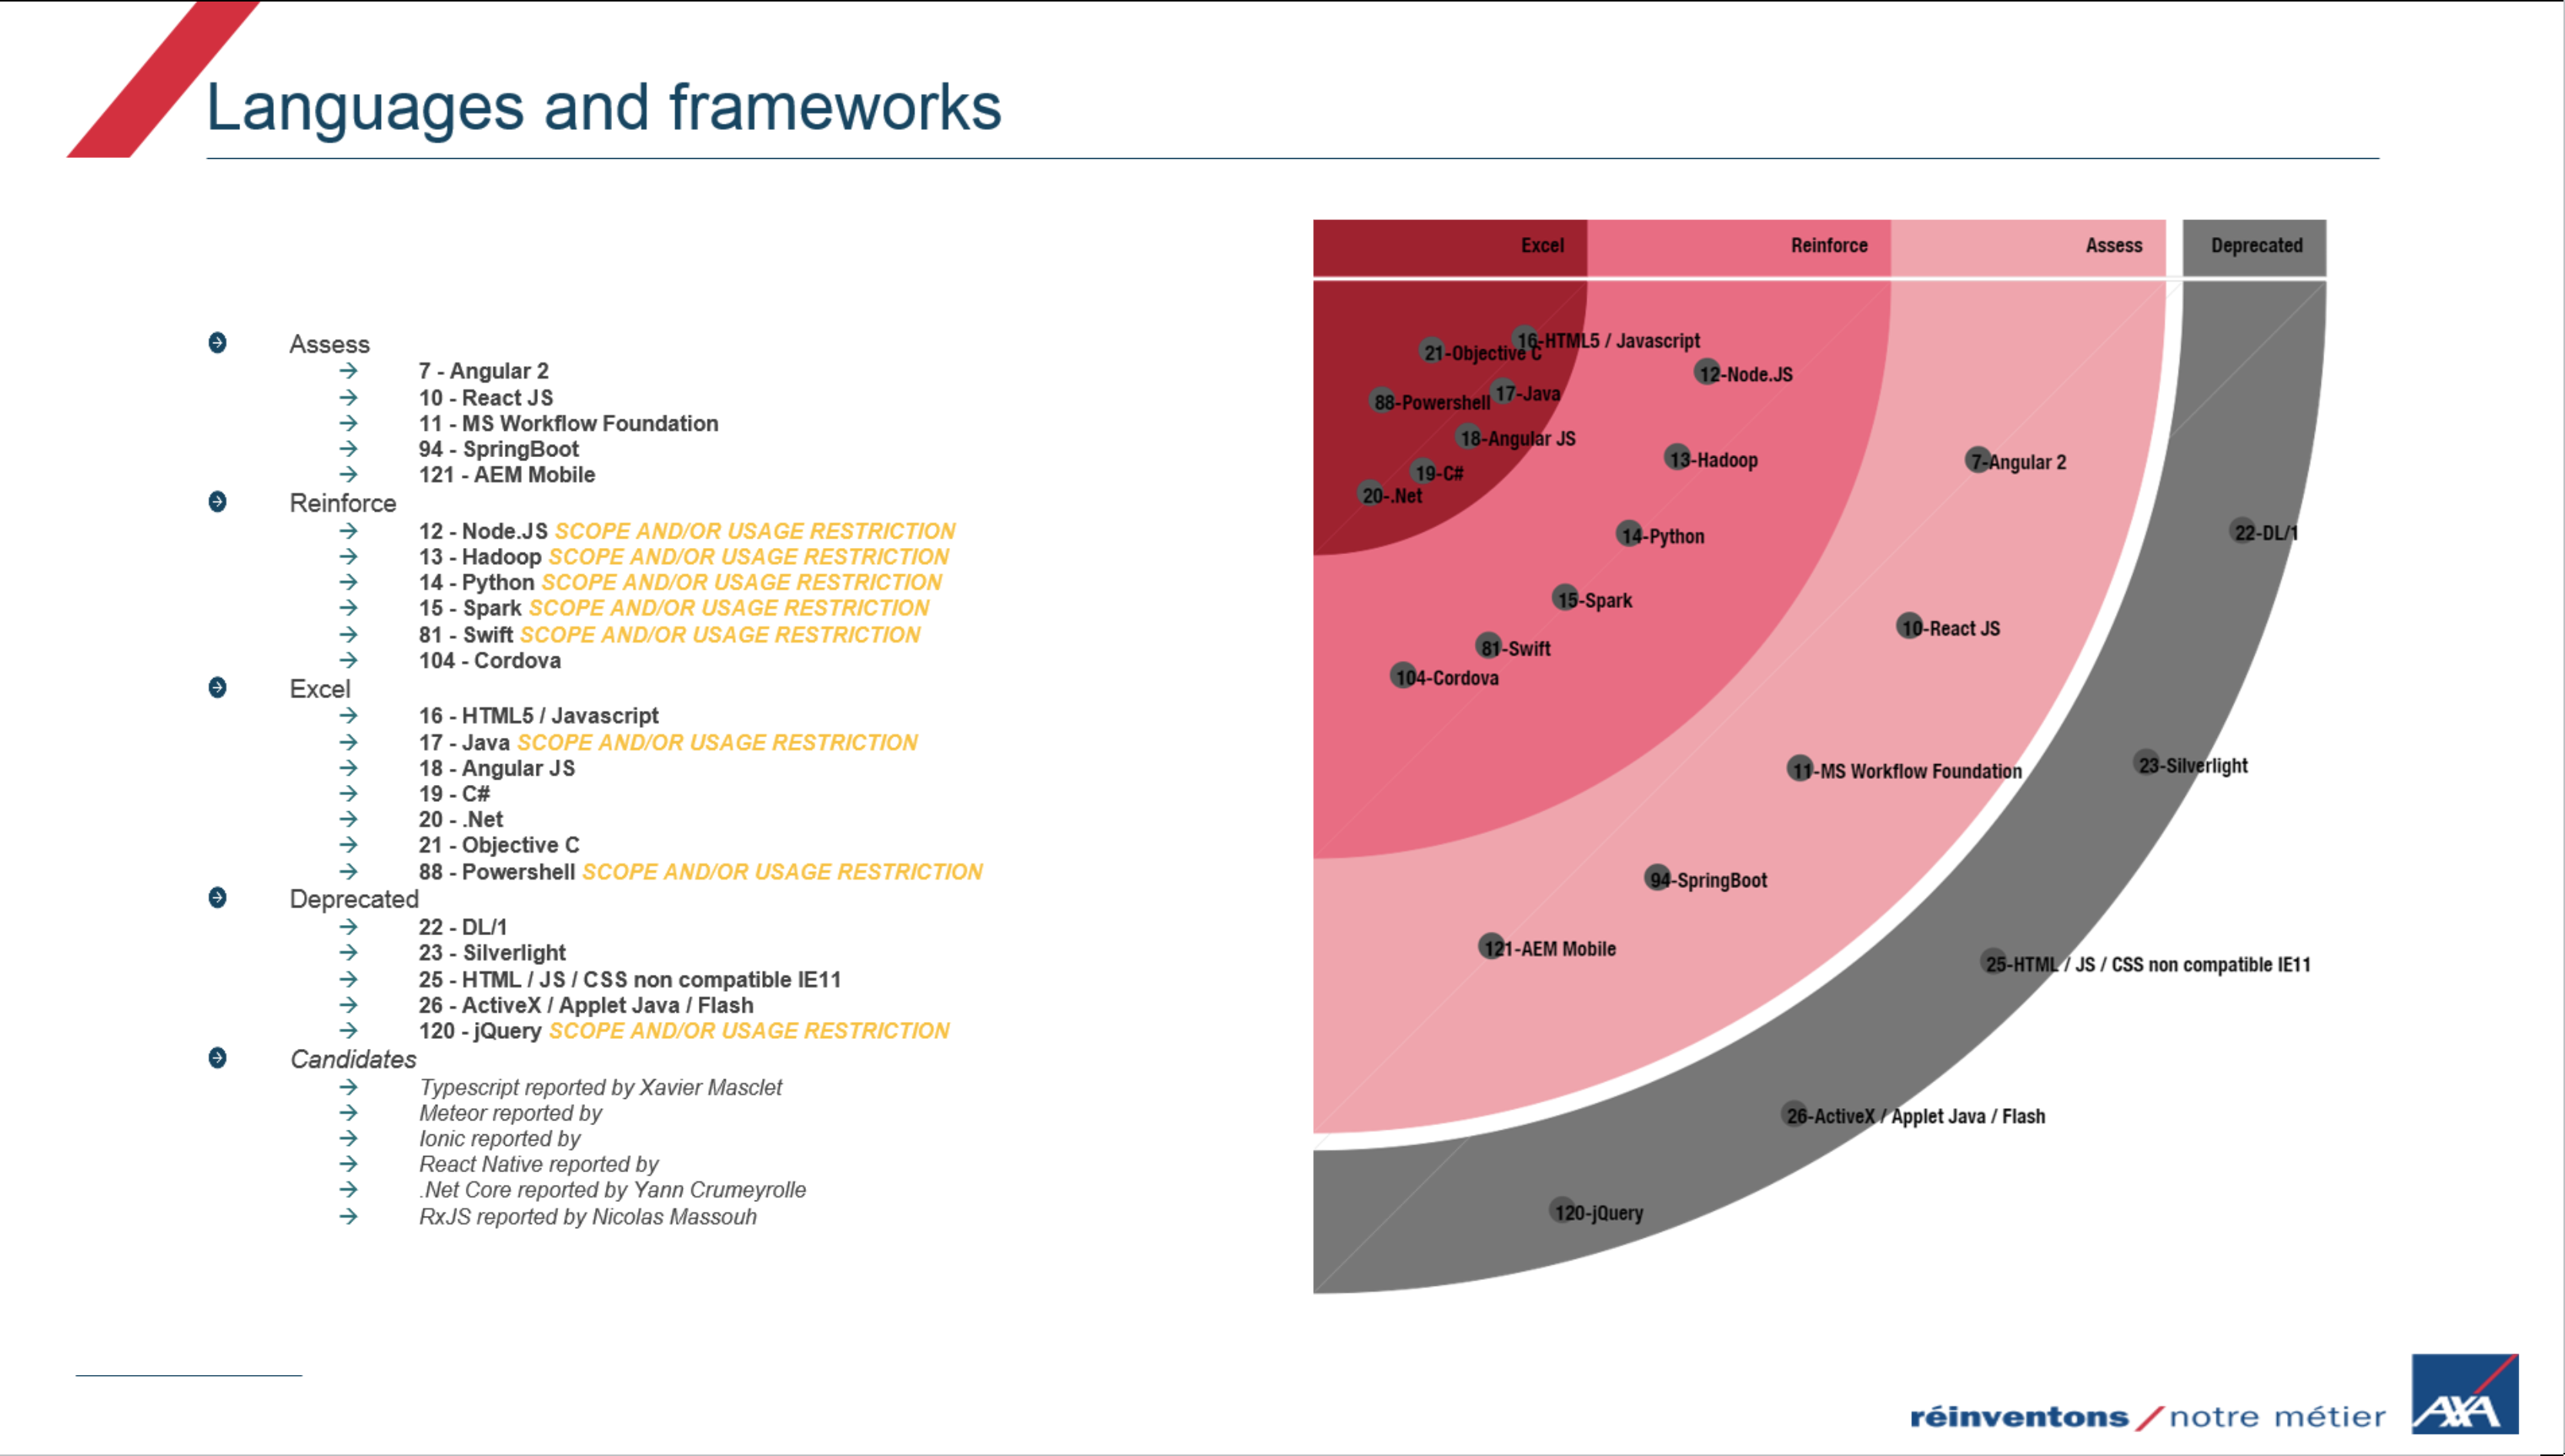 Languages and frameworks
Assess
7 - Angular 2
10 - React JS
11 - MS Workflow Foundation
94 - SpringBoot
121 - AEM Mobile
Reinforce
12 - Node.JS SCOPE AND/OR USAGE RESTRICTION
13 - Hadoop SCOPE AND/OR USAGE RESTRICTION
14 - Python SCOPE AND/OR USAGE RESTRICTION
15 - Spark SCOPE AND/OR USAGE RESTRICTION
81 - Swift SCOPE AND/OR USAGE RESTRICTION
104 - Cordova
Excel
16 - HTML5 / Javascript
17 - Java SCOPE AND/OR USAGE RESTRICTION
18 - Angular JS
19 - C#
20 - .Net
21 - Objective C
88 - Powershell SCOPE AND/OR USAGE RESTRICTION
Deprecated
22 - DL/1
23 - Silverlight
25 - HTML / JS / CSS non compatible IE11
26 - ActiveX / Applet Java / Flash
120 - jQuery SCOPE AND/OR USAGE RESTRICTION
Candidates
Typescript reported by Xavier Masclet
Meteor reported by
Ionic reported by
React Native reported by
.Net Core reported by Yann Crumeyrolle
RxJS reported by Nicolas Massouh
Excel Reinforce Assess Deprecated
16-HTML5 / Javascript
21-Objective C
12-Node.JS
17-Java
88-Powershell
18-Angular JS
13-Hadoop
7-Angular 2
19-C#
20-.Net
22-DL/1
14-Python
15-Spark
10-React JS
81-Swift
104-Cordova
23-Silverlight
11-MS Workflow Foundation
94-SpringBoot
121-AEM Mobile
25-HTML / JS / CSS non compatible IE11
26-ActiveX / Applet Java / Flash
120-jQuery
réinventons / notre métier
AXA